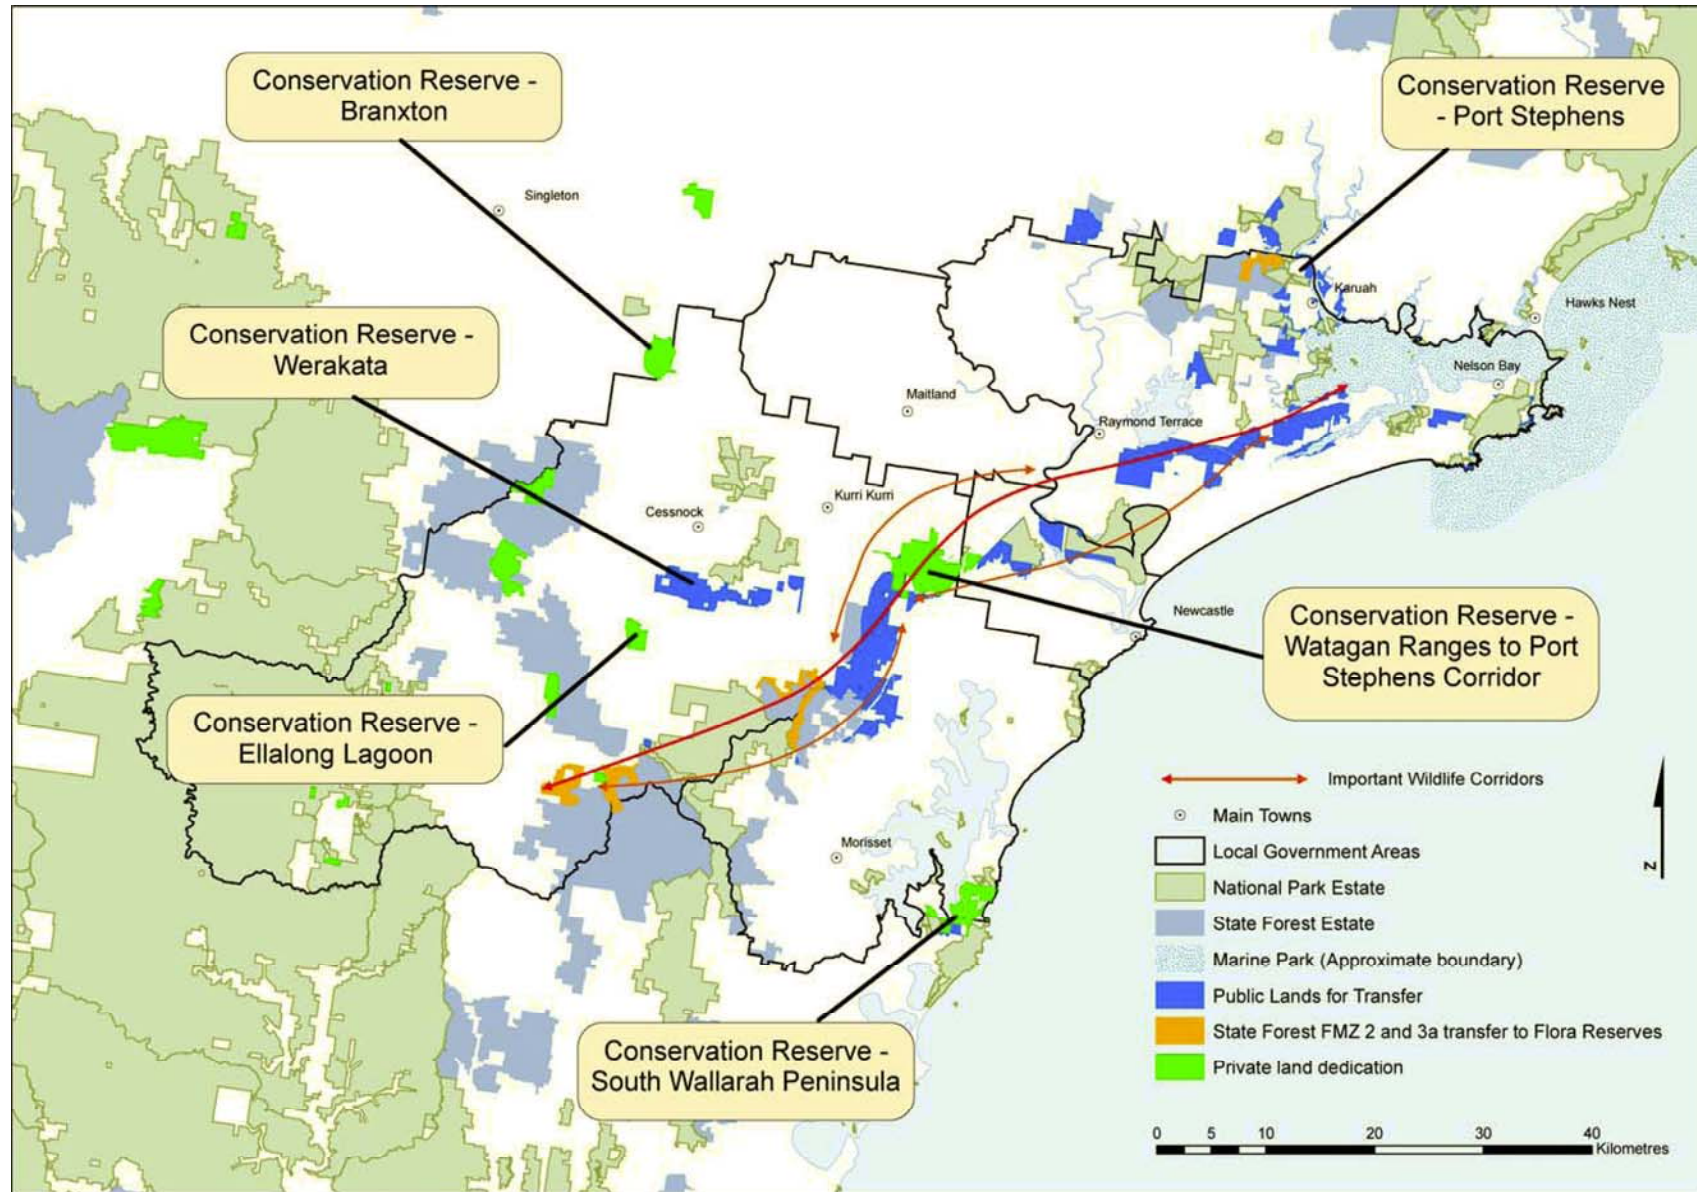 Conservation Reserve -
Branxton
Conservation Reserve
- Port Stephens
Singleton
Karuah
Hawks Nest
Conservation Reserve -
Werakata
Nelson Bay
Maitland
Raymond Terrace
Kurri Kurri
Cessnock
Newcastle
Conservation Reserve -
Watagan Ranges to Port
Stephens Corridor
Conservation Reserve -
Ellalong Lagoon
Morisset
Conservation Reserve -
South Wallarah Peninsula
Important Wildlife Corridors
Main Towns
Local Government Areas
National Park Estate
State Forest Estate
Marine Park (Approximate boundary)
Public Lands for Transfer
State Forest FMZ 2 and 3a transfer to Flora Reserves
Private land dedication
N
0 5 10 20 30 40
Kilometres